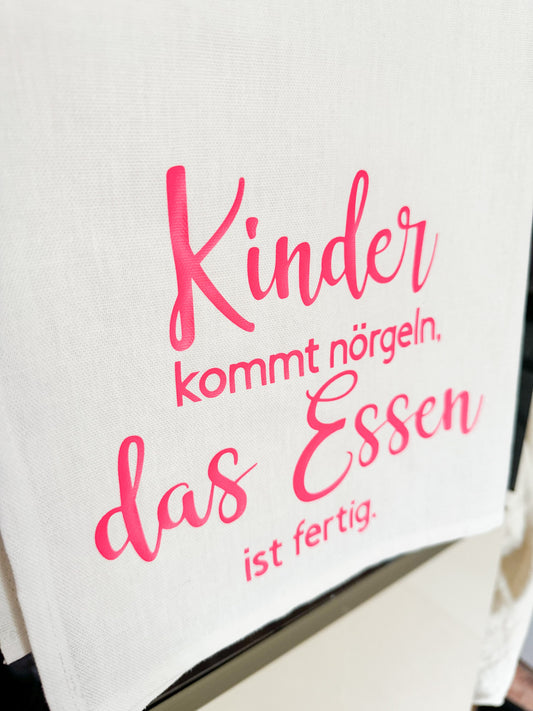 Kinder
kommt nörgeln,
das Essen
ist fertig.